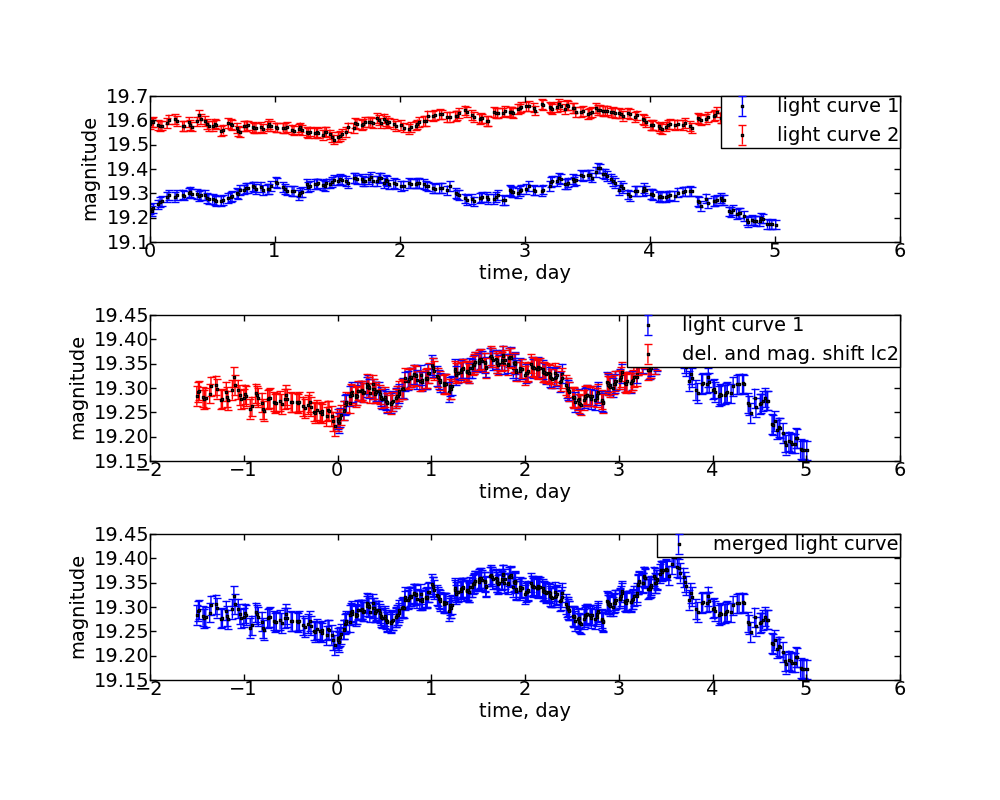 19.7
19.6
19.5
19.4
19.3
19.2
19.1
magnitude
light curve 1
light curve 2
0 1 2 3 4 5 6
time, day
19.45
19.40
19.35
19.30
19.25
19.20
19.15
magnitude
light curve 1
del. and mag. shift lc2
−2 −1 0 1 2 3 4 5 6
time, day
19.45
19.40
19.35
19.30
19.25
19.20
19.15
magnitude
merged light curve
−2 −1 0 1 2 3 4 5 6
time, day